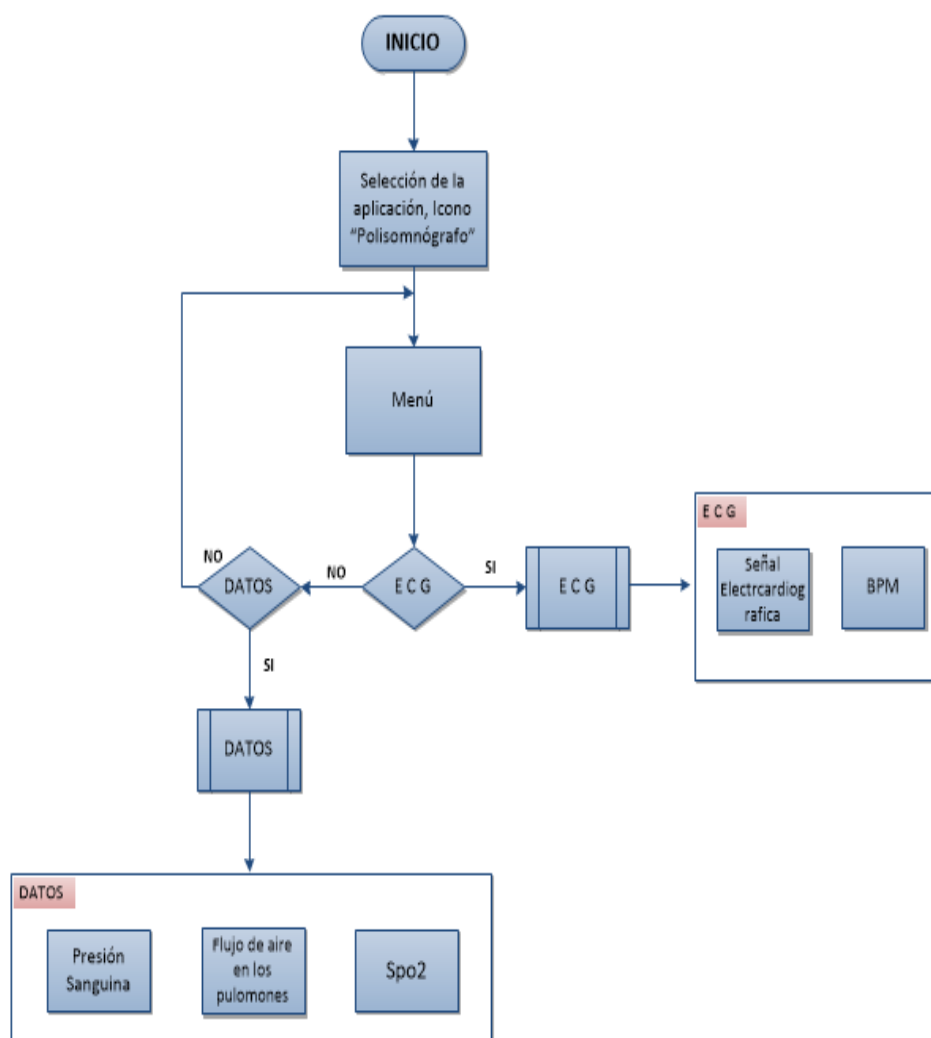 INICIO
Selección de la
aplicación, Icono
“Polisomnógrafo”
Menú
NO
DATOS
NO
E C G
SI
E C G
E C G
Señal
Electrcardiog
rafica
BPM
SI
DATOS
DATOS
Presión
Sanguina
Flujo de aire
en los
pulomones
Spo2